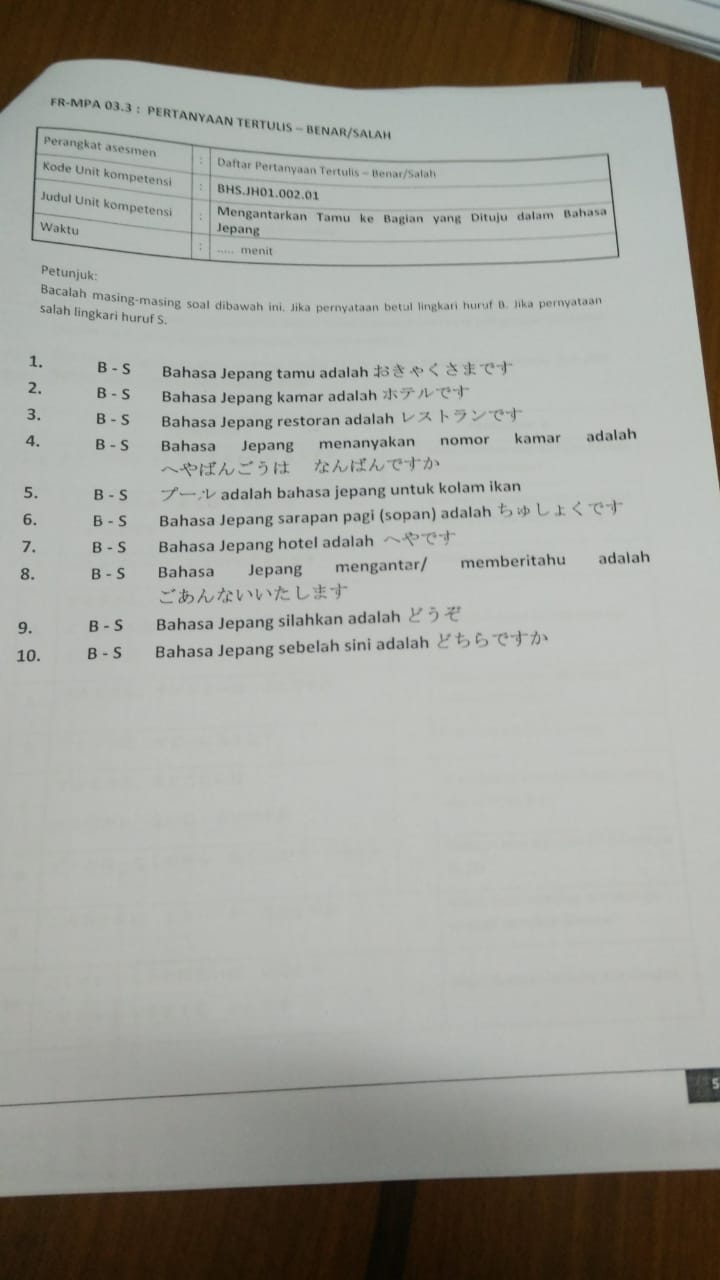 FR-MPA 03.3 : PERTANYAAN TERTULIS – BENAR/SALAH
Perangkat asesmen : Daftar Pertanyaan Tertulis – Benar/Salah
Kode Unit kompetensi : BHS.JH01.002.01
Judul Unit kompetensi : Mengantarkan Tamu ke Bagian yang Dituju dalam Bahasa
Jepang
Waktu : ..... menit
Petunjuk:
Bacalah masing-masing soal dibawah ini. Jika pernyataan betul lingkari huruf B. Jika pernyataan
salah lingkari huruf S.
1. B - S Bahasa Jepang tamu adalah おきゃくさまです
2. B - S Bahasa Jepang kamar adalah ホテルです
3. B - S Bahasa Jepang restoran adalah レストランです
4. B - S Bahasa Jepang menanyakan nomor kamar adalah
へやばんごうは なんばんですか
5. B - S プール adalah bahasa jepang untuk kolam ikan
6. B - S Bahasa Jepang sarapan pagi (sopan) adalah ちゅしょくです
7. B - S Bahasa Jepang hotel adalah へやです
8. B - S Bahasa Jepang mengantar/ memberitahu adalah
ごあんないいたします
9. B - S Bahasa Jepang silahkan adalah どうぞ
10. B - S Bahasa Jepang sebelah sini adalah どちらですか
5